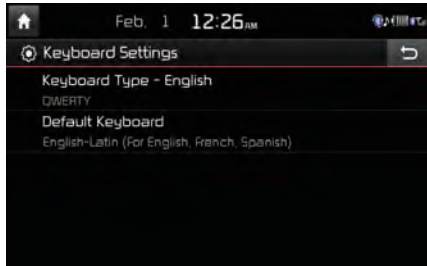 Feb. 1 12:26AM
Keyboard Settings
Keyboard Type - English
QWERTY
Default Keyboard
English-Latin (For English, French, Spanish)